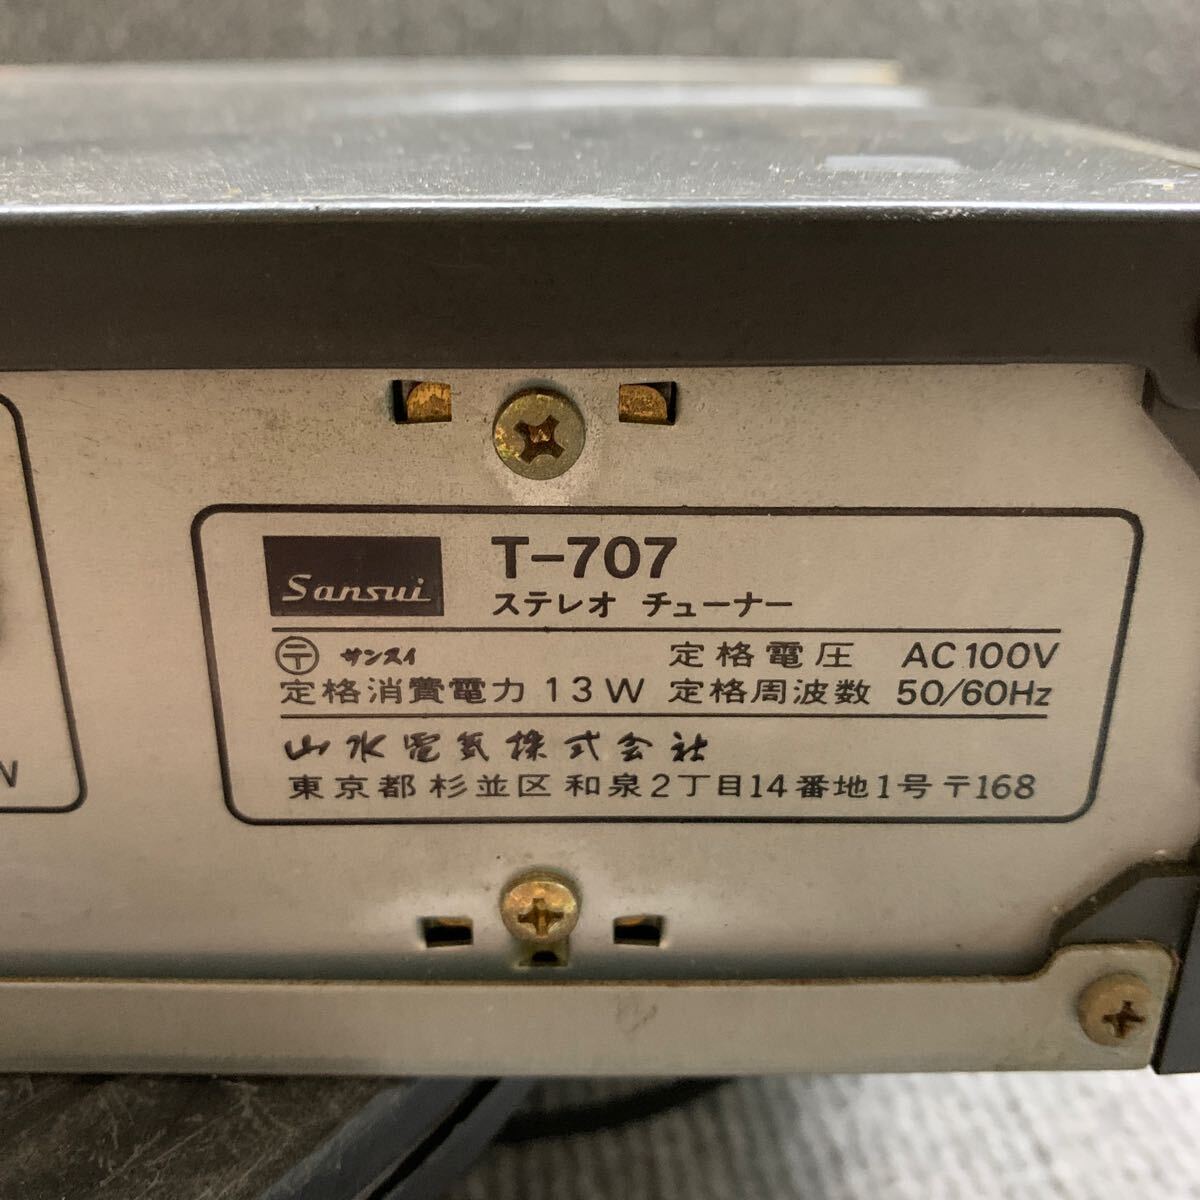 Sansui
T-707
ステレオ チューナー
〒 サンスイ 定格電圧 AC100V
定格消費電力 13W 定格周波数 50/60Hz
山水電気株式会社
東京都杉並区和泉2丁目14番地1号〒168
N